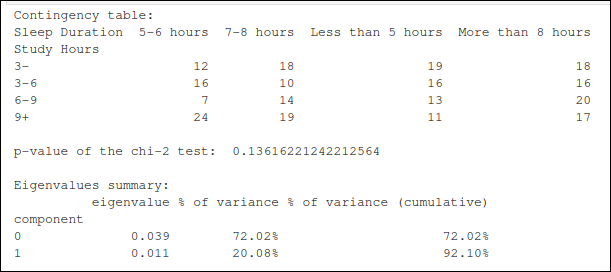 Contingency table:
Sleep Duration  5-6 hours  7-8 hours  Less than 5 hours  More than 8 hours
Study Hours
3-                     12         18                 19                 18
3-6                    16         10                 16                 16
6-9                     7         14                 13                 20
9+                     24         19                 11                 17
p-value of the chi-2 test:  0.13616221242212564
Eigenvalues summary:
          eigenvalue % of variance % of variance (cumulative)
component
0              0.039        72.02%                     72.02%
1              0.011        20.08%                     92.10%